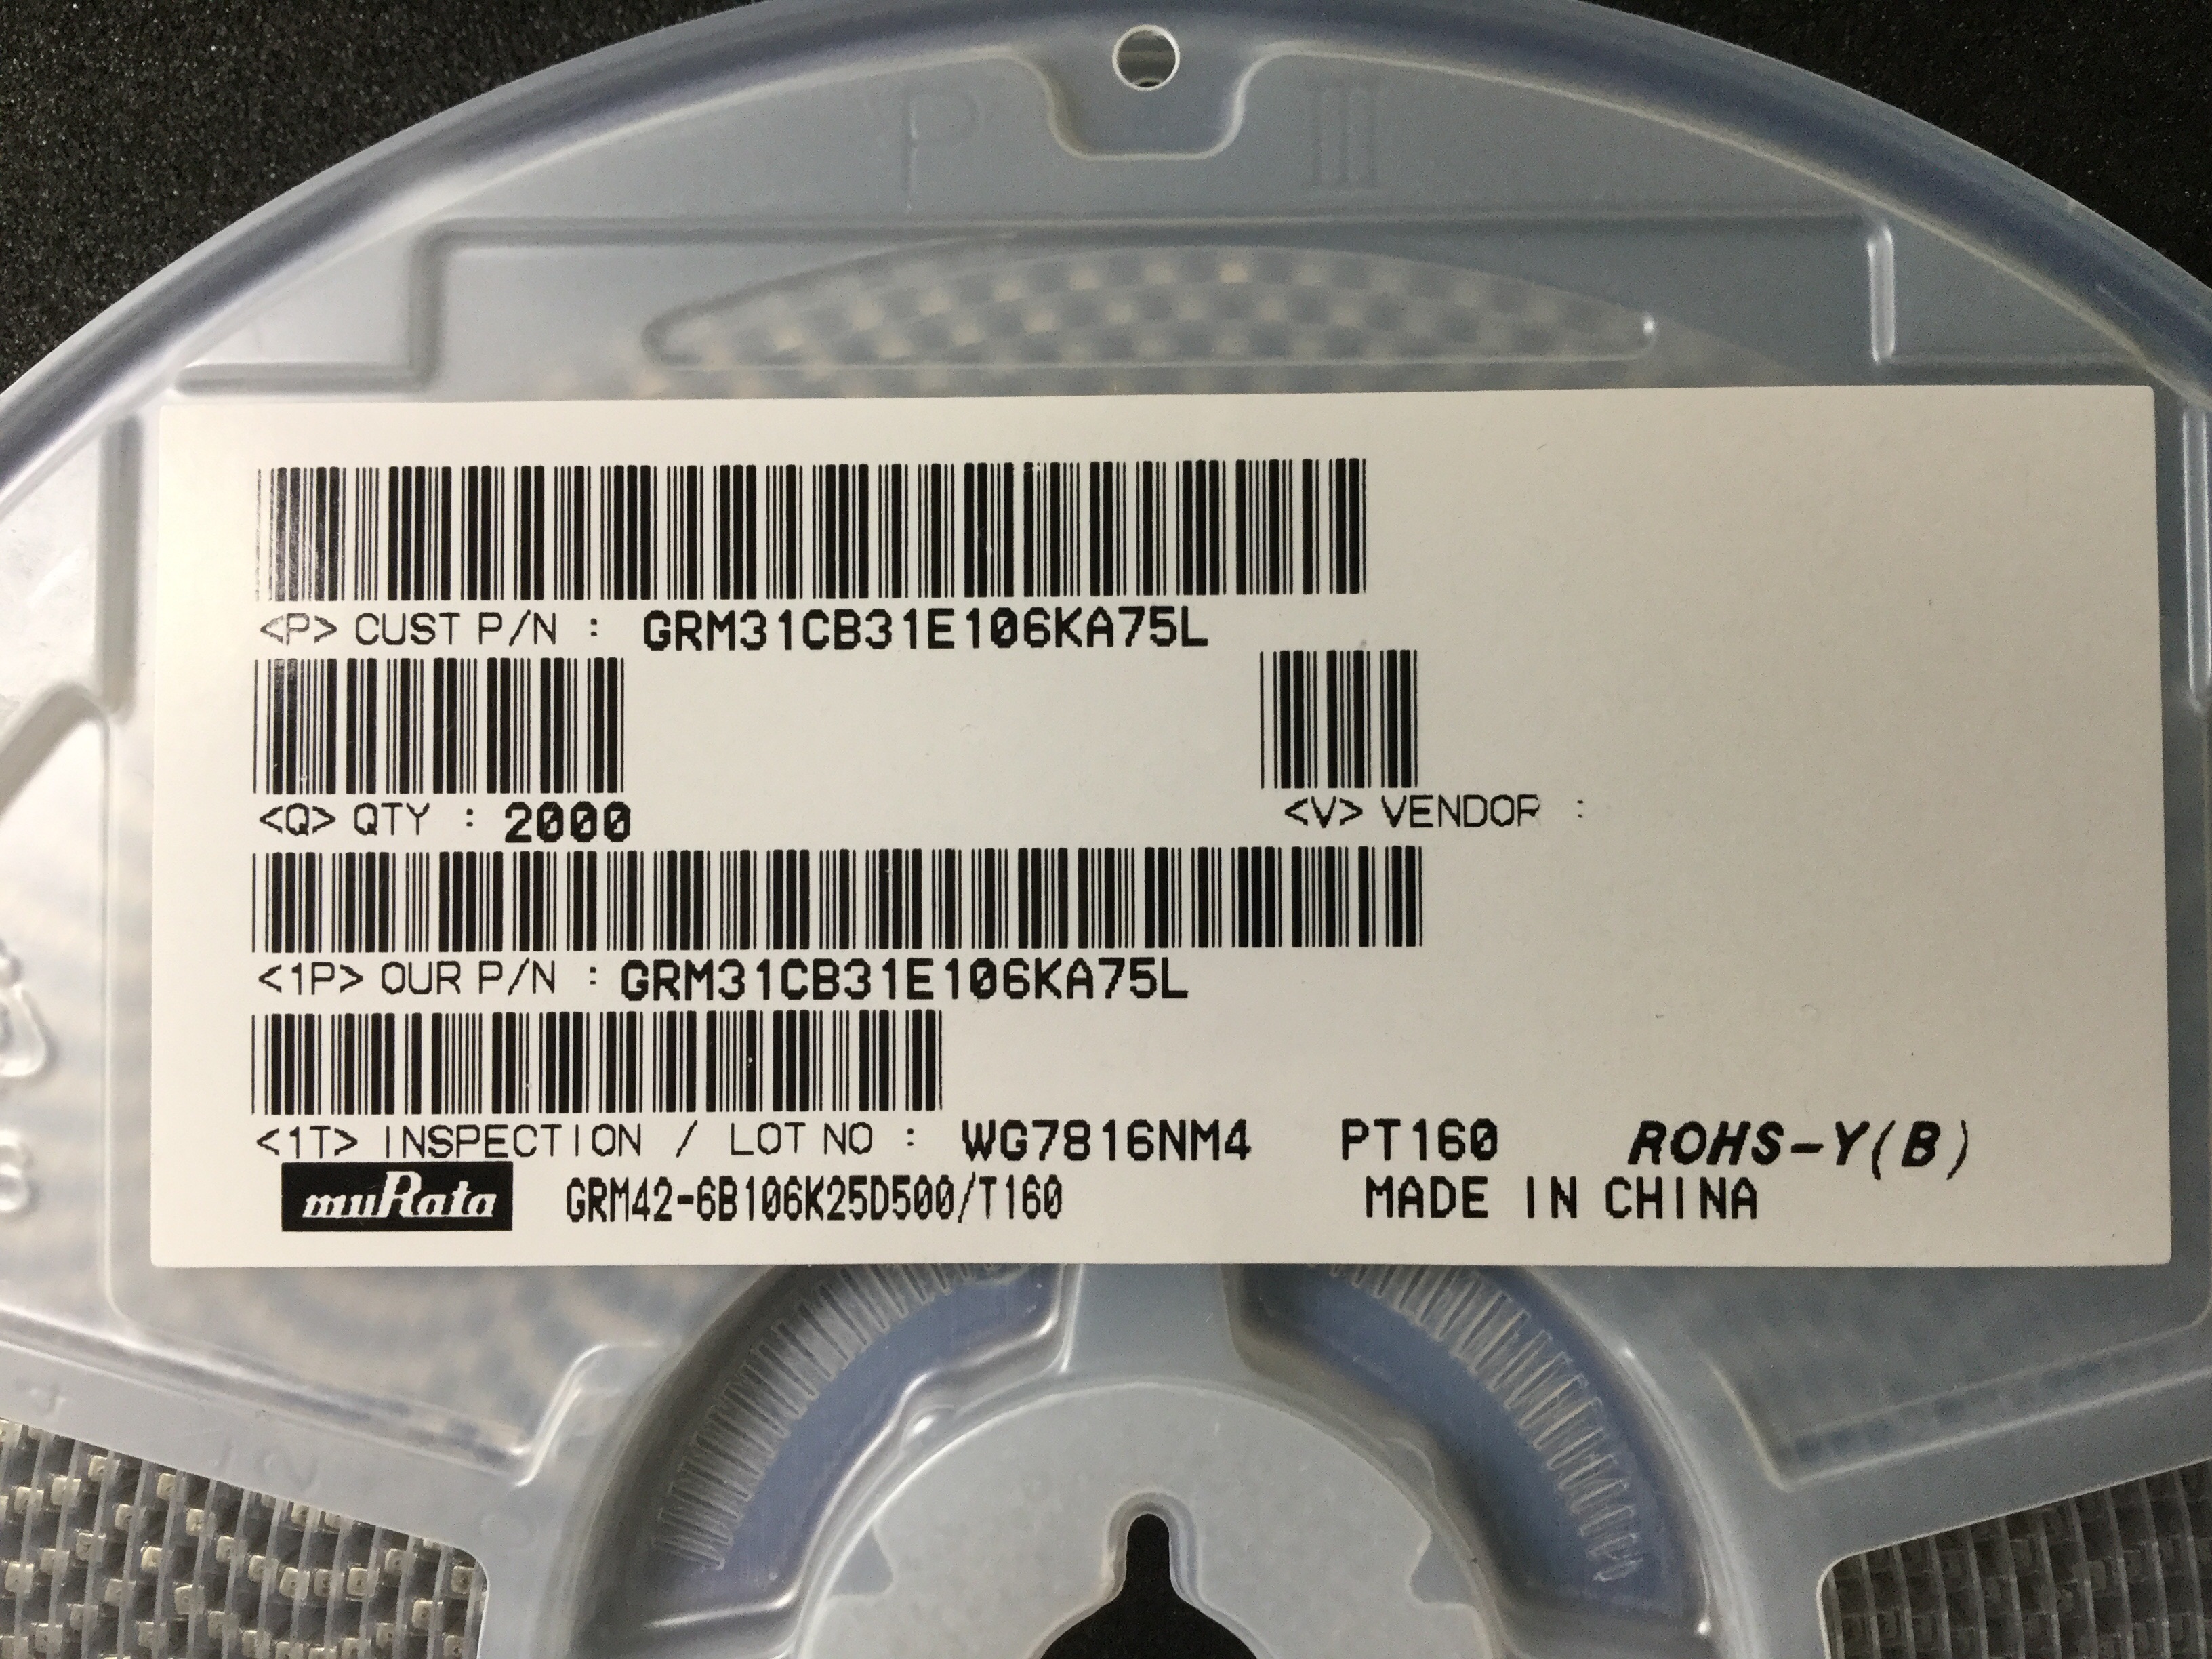 P III
<P> CUST P/N : GRM31CB31E106KA75L
<Q> QTY : 2000 <V> VENDOR :
<1P> OUR P/N : GRM31CB31E106KA75L
<1T> INSPECTION / LOT NO : WG7816NM4 PT160 ROHS-Y(B)
muRata GRM42-6B106K25D500/T160 MADE IN CHINA